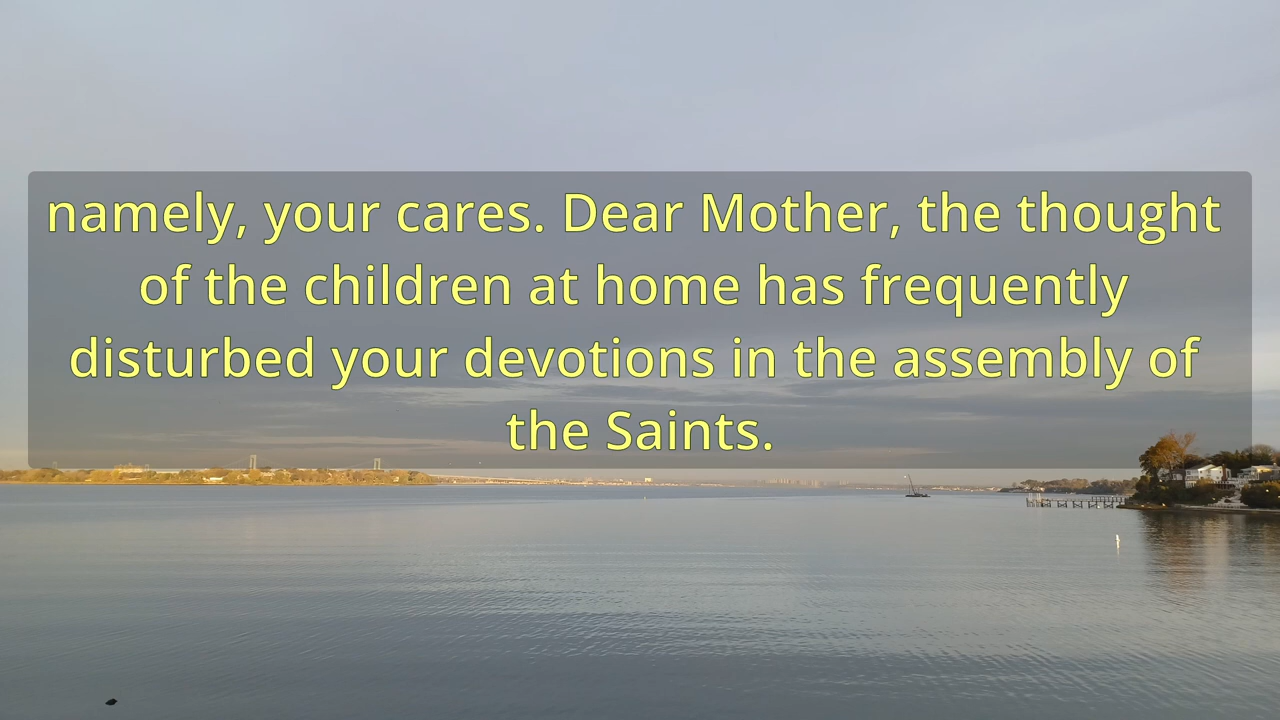 namely, your cares. Dear Mother, the thought
of the children at home has frequently
disturbed your devotions in the assembly of
the Saints.